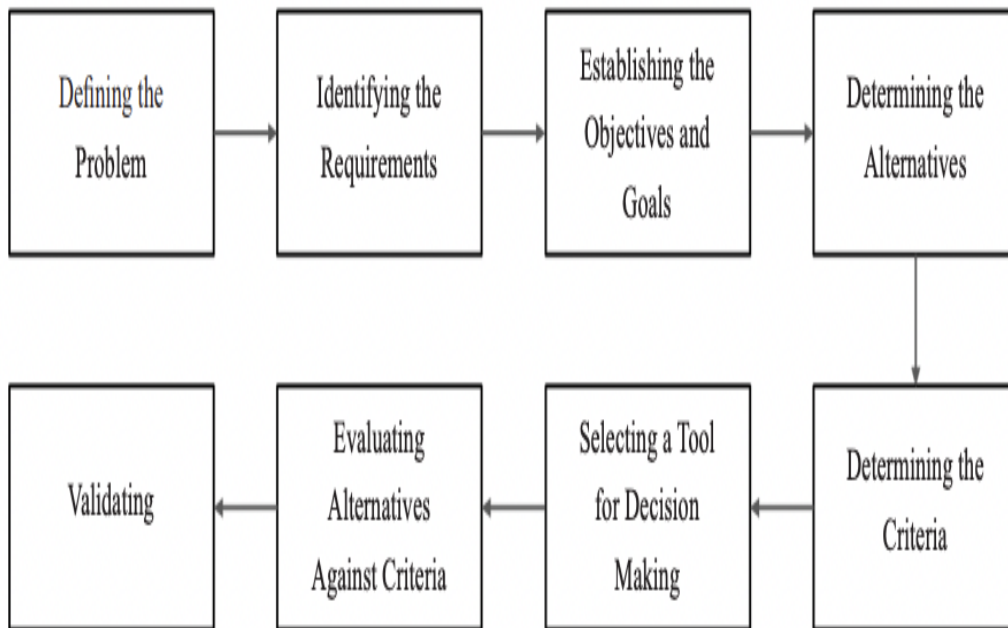 Defining the
Problem
Identifying the
Requirements
Establishing the
Objectives and
Goals
Determining the
Alternatives
Determining the
Criteria
Selecting a Tool
for Decision
Making
Evaluating
Alternatives
Against Criteria
Validating